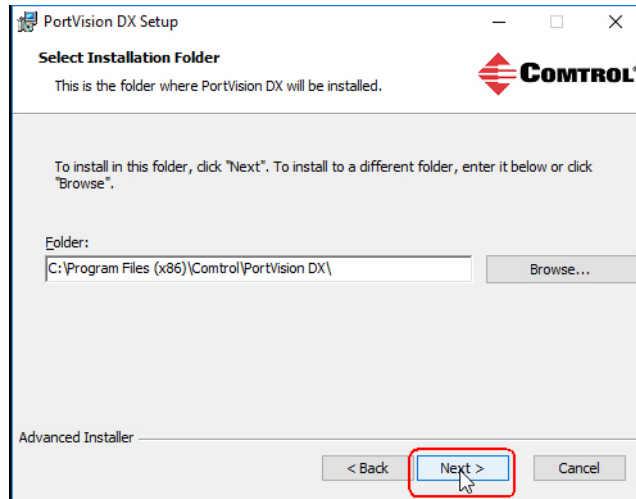 PortVision DX Setup
Select Installation Folder
This is the folder where PortVision DX will be installed.
COMTROL
To install in this folder, click "Next". To install to a different folder, enter it below or click
"Browse".
Folder:
C:\Program Files (x86)\Comtrol\PortVision DX\
Browse...
Advanced Installer
< Back
Next >
Cancel